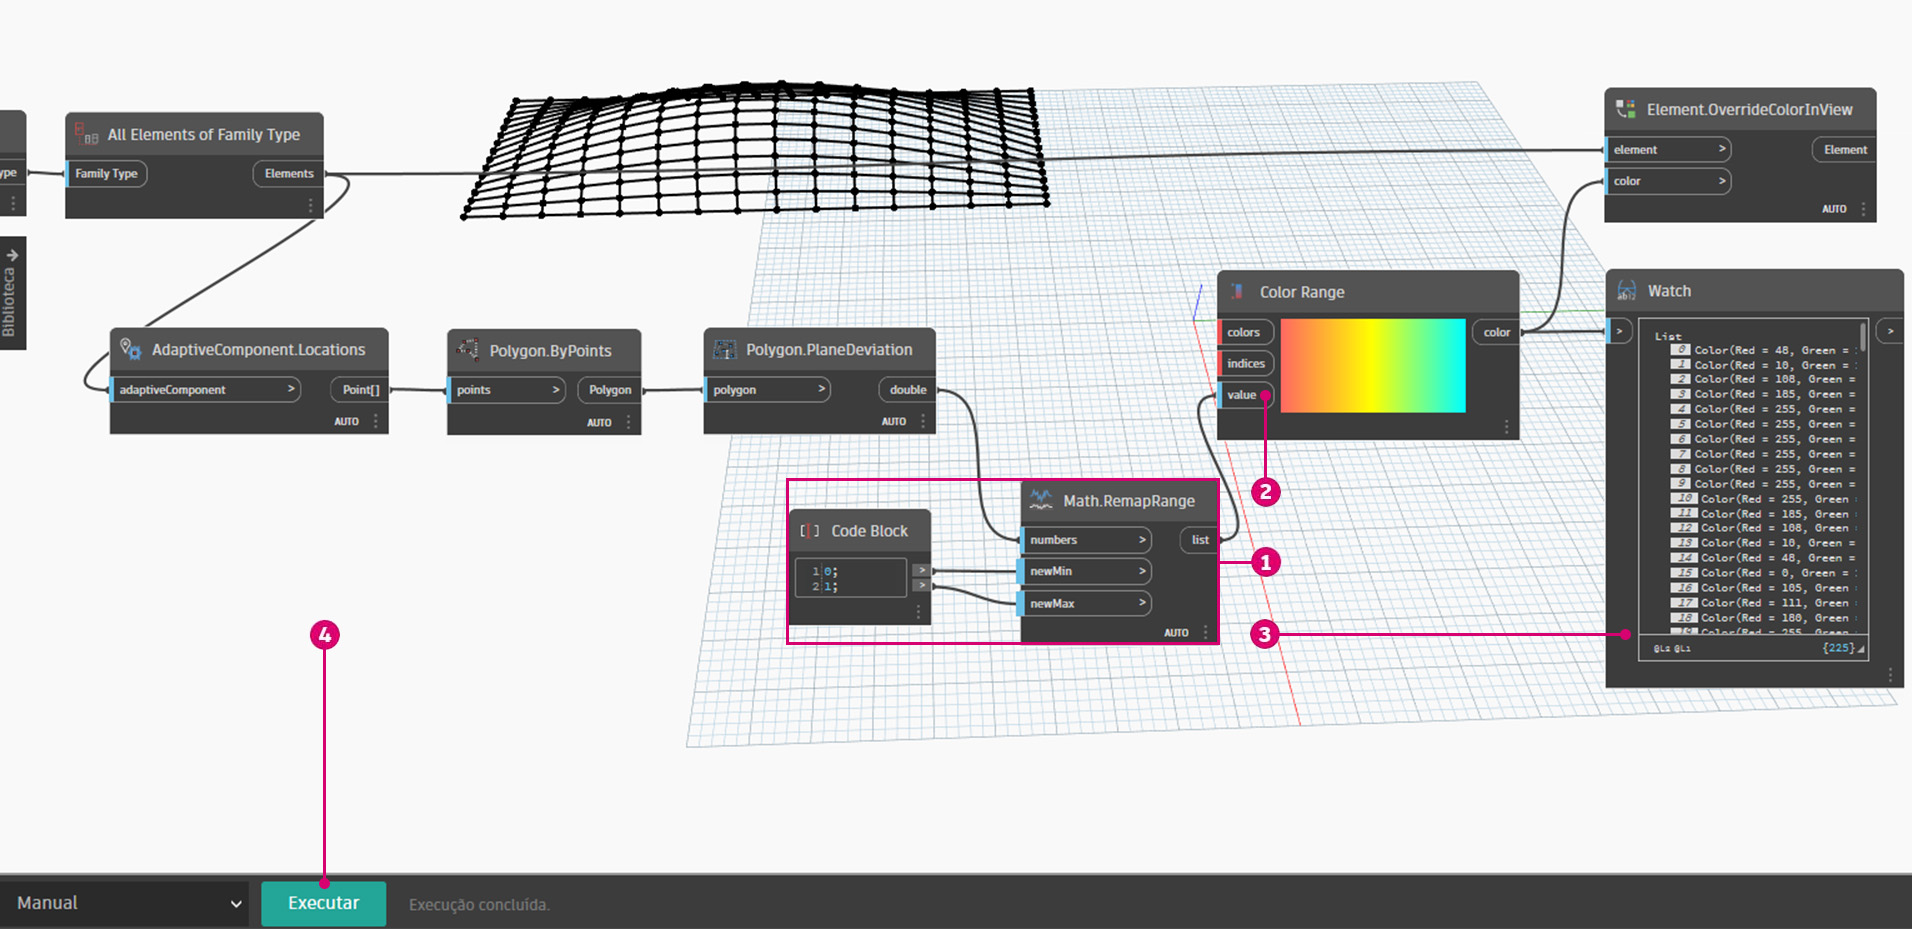 ype
Biblioteca
All Elements of Family Type
Family Type
Elements
AdaptiveComponent.Locations
adaptiveComponent >
Point[]
AUTO
Polygon.ByPoints
points >
Polygon
AUTO
Polygon.PlaneDeviation
polygon >
double
AUTO
Code Block
1 0; >
2 1; >
Math.RemapRange
numbers >
list
newMin >
newMax >
AUTO
1
Color Range
colors
color
indices
value
2
Element.OverrideColorInView
element >
Element
color >
AUTO
Watch
>
>
List
0 Color(Red = 48, Green =
1 Color(Red = 10, Green =
2 Color(Red = 108, Green =
3 Color(Red = 185, Green =
4 Color(Red = 255, Green =
5 Color(Red = 255, Green =
6 Color(Red = 255, Green =
7 Color(Red = 255, Green =
8 Color(Red = 255, Green =
9 Color(Red = 255, Green =
10 Color(Red = 255, Green
11 Color(Red = 185, Green
12 Color(Red = 108, Green
13 Color(Red = 10, Green =
14 Color(Red = 48, Green =
15 Color(Red = 0, Green =
16 Color(Red = 105, Green
17 Color(Red = 111, Green
18 Color(Red = 180, Green
19 Color(Red = 255, Green
@L2 @L1 {225}
3
4
Manual
Executar
Execução concluída.